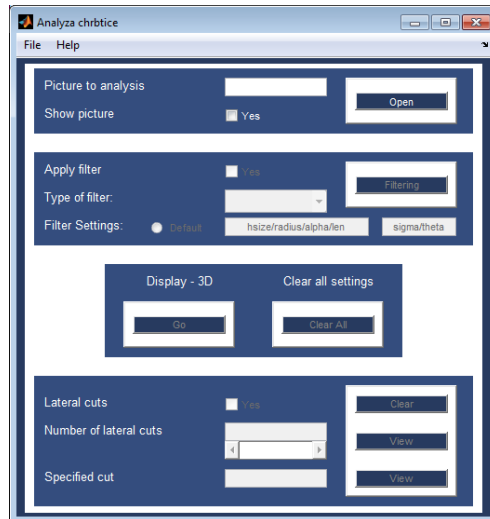 Analyza chrbtice
File Help
Picture to analysis
Open
Show picture
Yes
Apply filter
Yes
Filtering
Type of filter:
Filter Settings:
Default
hsize/radius/alpha/len
sigma/theta
Display - 3D
Clear all settings
Go
Clear All
Lateral cuts
Yes
Clear
Number of lateral cuts
View
Specified cut
View